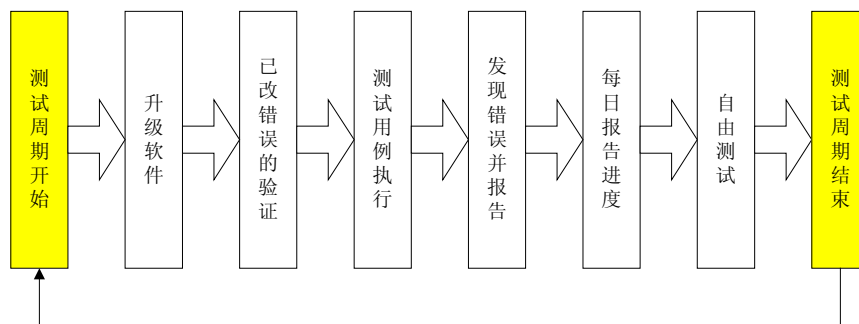 测试周期开始
升级软件
已改错误的验证
测试用例执行
发现错误并报告
每日报告进度
自由测试
测试周期结束